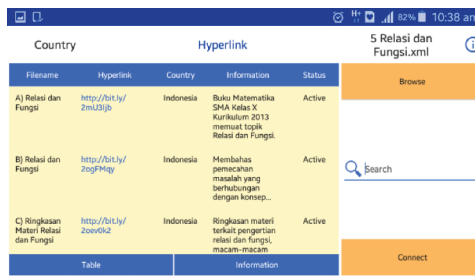 82% 10:38 am
Country
Hyperlink
5 Relasi dan
Fungsi.xml
Filename Hyperlink Country Information Status
Browse
A) Relasi dan
Fungsi
http://bit.ly/
2mU3Ijb
Indonesia
Buku Matematika
SMA Kelas X
Kurikulum 2013
memuat topik
Relasi dan Fungsi.
Active
B) Relasi dan
Fungsi
http://bit.ly/
2ogFMqy
Indonesia
Membahas
pemecahan
masalah yang
berhubungan
dengan konsep...
Active
Search
C) Ringkasan
Materi Relasi
dan Fungsi
http://bit.ly/
2oev0k2
Indonesia
Ringkasan materi
terkait pengertian
relasi dan fungsi,
macam-macam
Active
Connect
Table Information